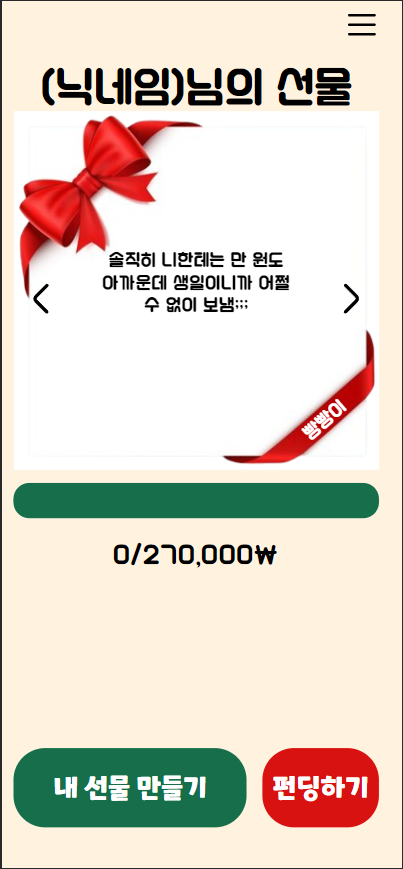 (닉네임)님의 선물
솔직히 니한테는 만 원도
아까운데 생일이니까 어쩔
수 없이 보냄;;;
빵빵이
0/270,000₩
내 선물 만들기
펀딩하기